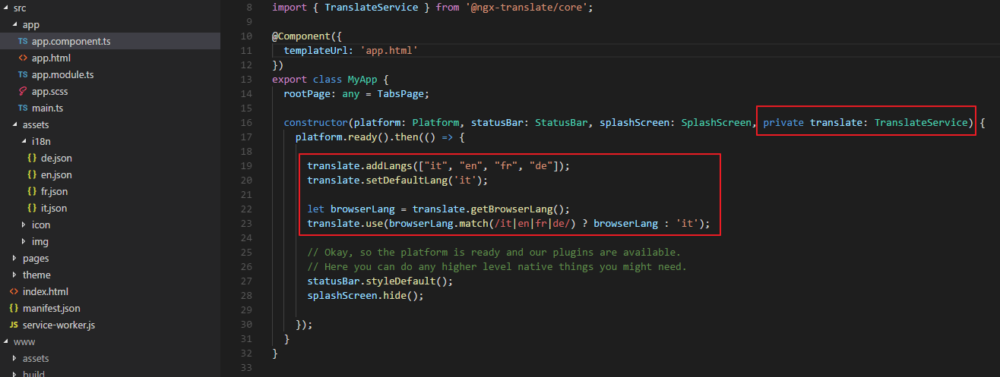 src
app
TS app.component.ts
<> app.html
TS app.module.ts
app.scss
TS main.ts
assets
i18n
{} de.json
{} en.json
{} fr.json
{} it.json
icon
img
pages
theme
<> index.html
{} manifest.json
JS service-worker.js
www
assets
build
8 import { TranslateService } from '@ngx-translate/core';
9
10 @Component({
11   templateUrl: 'app.html'
12 })
13 export class MyApp {
14   rootPage: any = TabsPage;
15
16   constructor(platform: Platform, statusBar: StatusBar, splashScreen: SplashScreen, private translate: TranslateService) {
17     platform.ready().then(() => {
18
19       translate.addLangs(["it", "en", "fr", "de"]);
20       translate.setDefaultLang('it');
21
22       let browserLang = translate.getBrowserLang();
23       translate.use(browserLang.match(/it|en|fr|de/) ? browserLang : 'it');
24
25       // Okay, so the platform is ready and our plugins are available.
26       // Here you can do any higher level native things you might need.
27       statusBar.styleDefault();
28       splashScreen.hide();
29
30     });
31   }
32 }
33